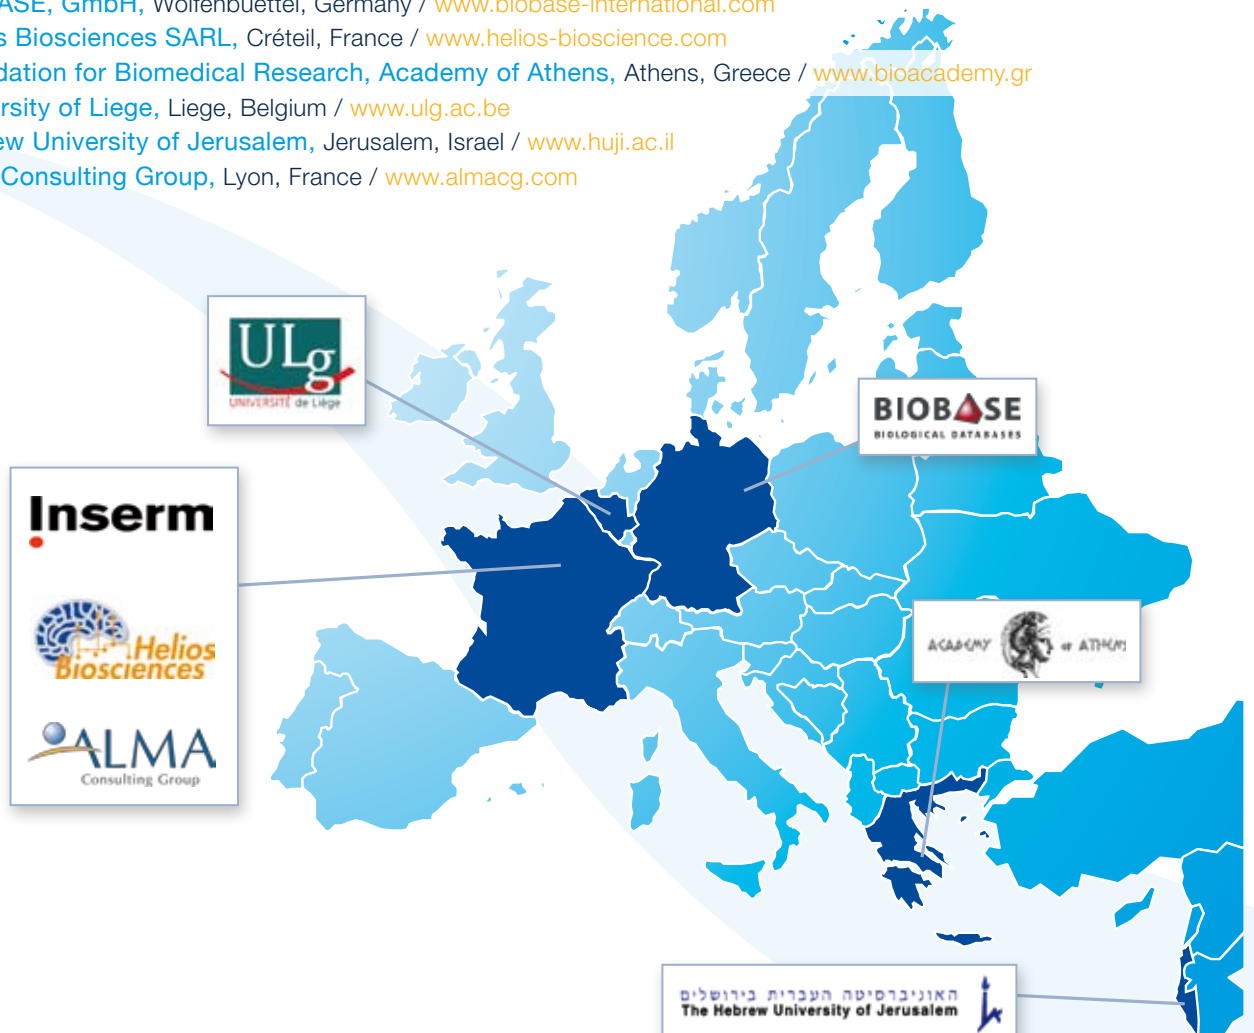 ASE, GmbH, Wolfenbüttel, Germany / www.biobase-international.com
s Biosciences SARL, Créteil, France / www.helios-bioscience.com
dation for Biomedical Research, Academy of Athens, Athens, Greece / www.bioacademy.gr
rsity of Liege, Liege, Belgium / www.ulg.ac.be
ew University of Jerusalem, Jerusalem, Israel / www.huji.ac.il
Consulting Group, Lyon, France / www.almacg.com
ULg
UNIVERSITÉ de Liège
BIOBASE
BIOLOGICAL DATABASES
Inserm
Helios
Biosciences
ACADEMY OF ATHENS
ALMA
Consulting Group
האוניברסיטה העברית בירושלים
The Hebrew University of Jerusalem